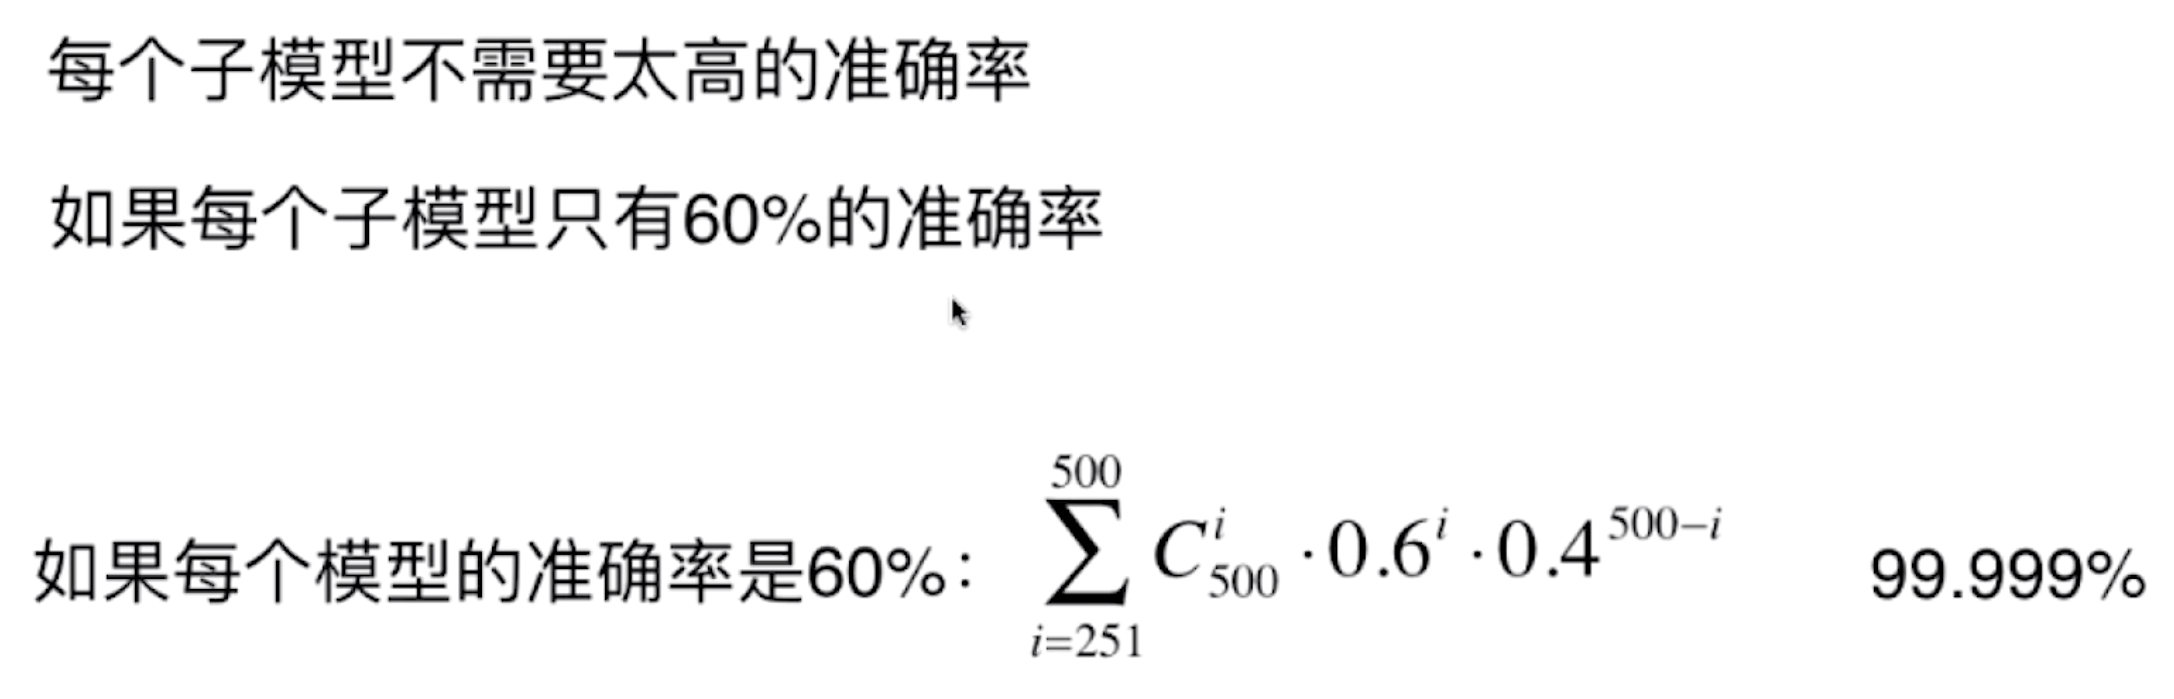 每个子模型不需要太高的准确率
如果每个子模型只有60%的准确率
如果每个模型的准确率是60%： $\sum_{i=251}^{500} C_{500}^{i} \cdot 0.6^{i} \cdot 0.4^{500-i}$ 99.999%